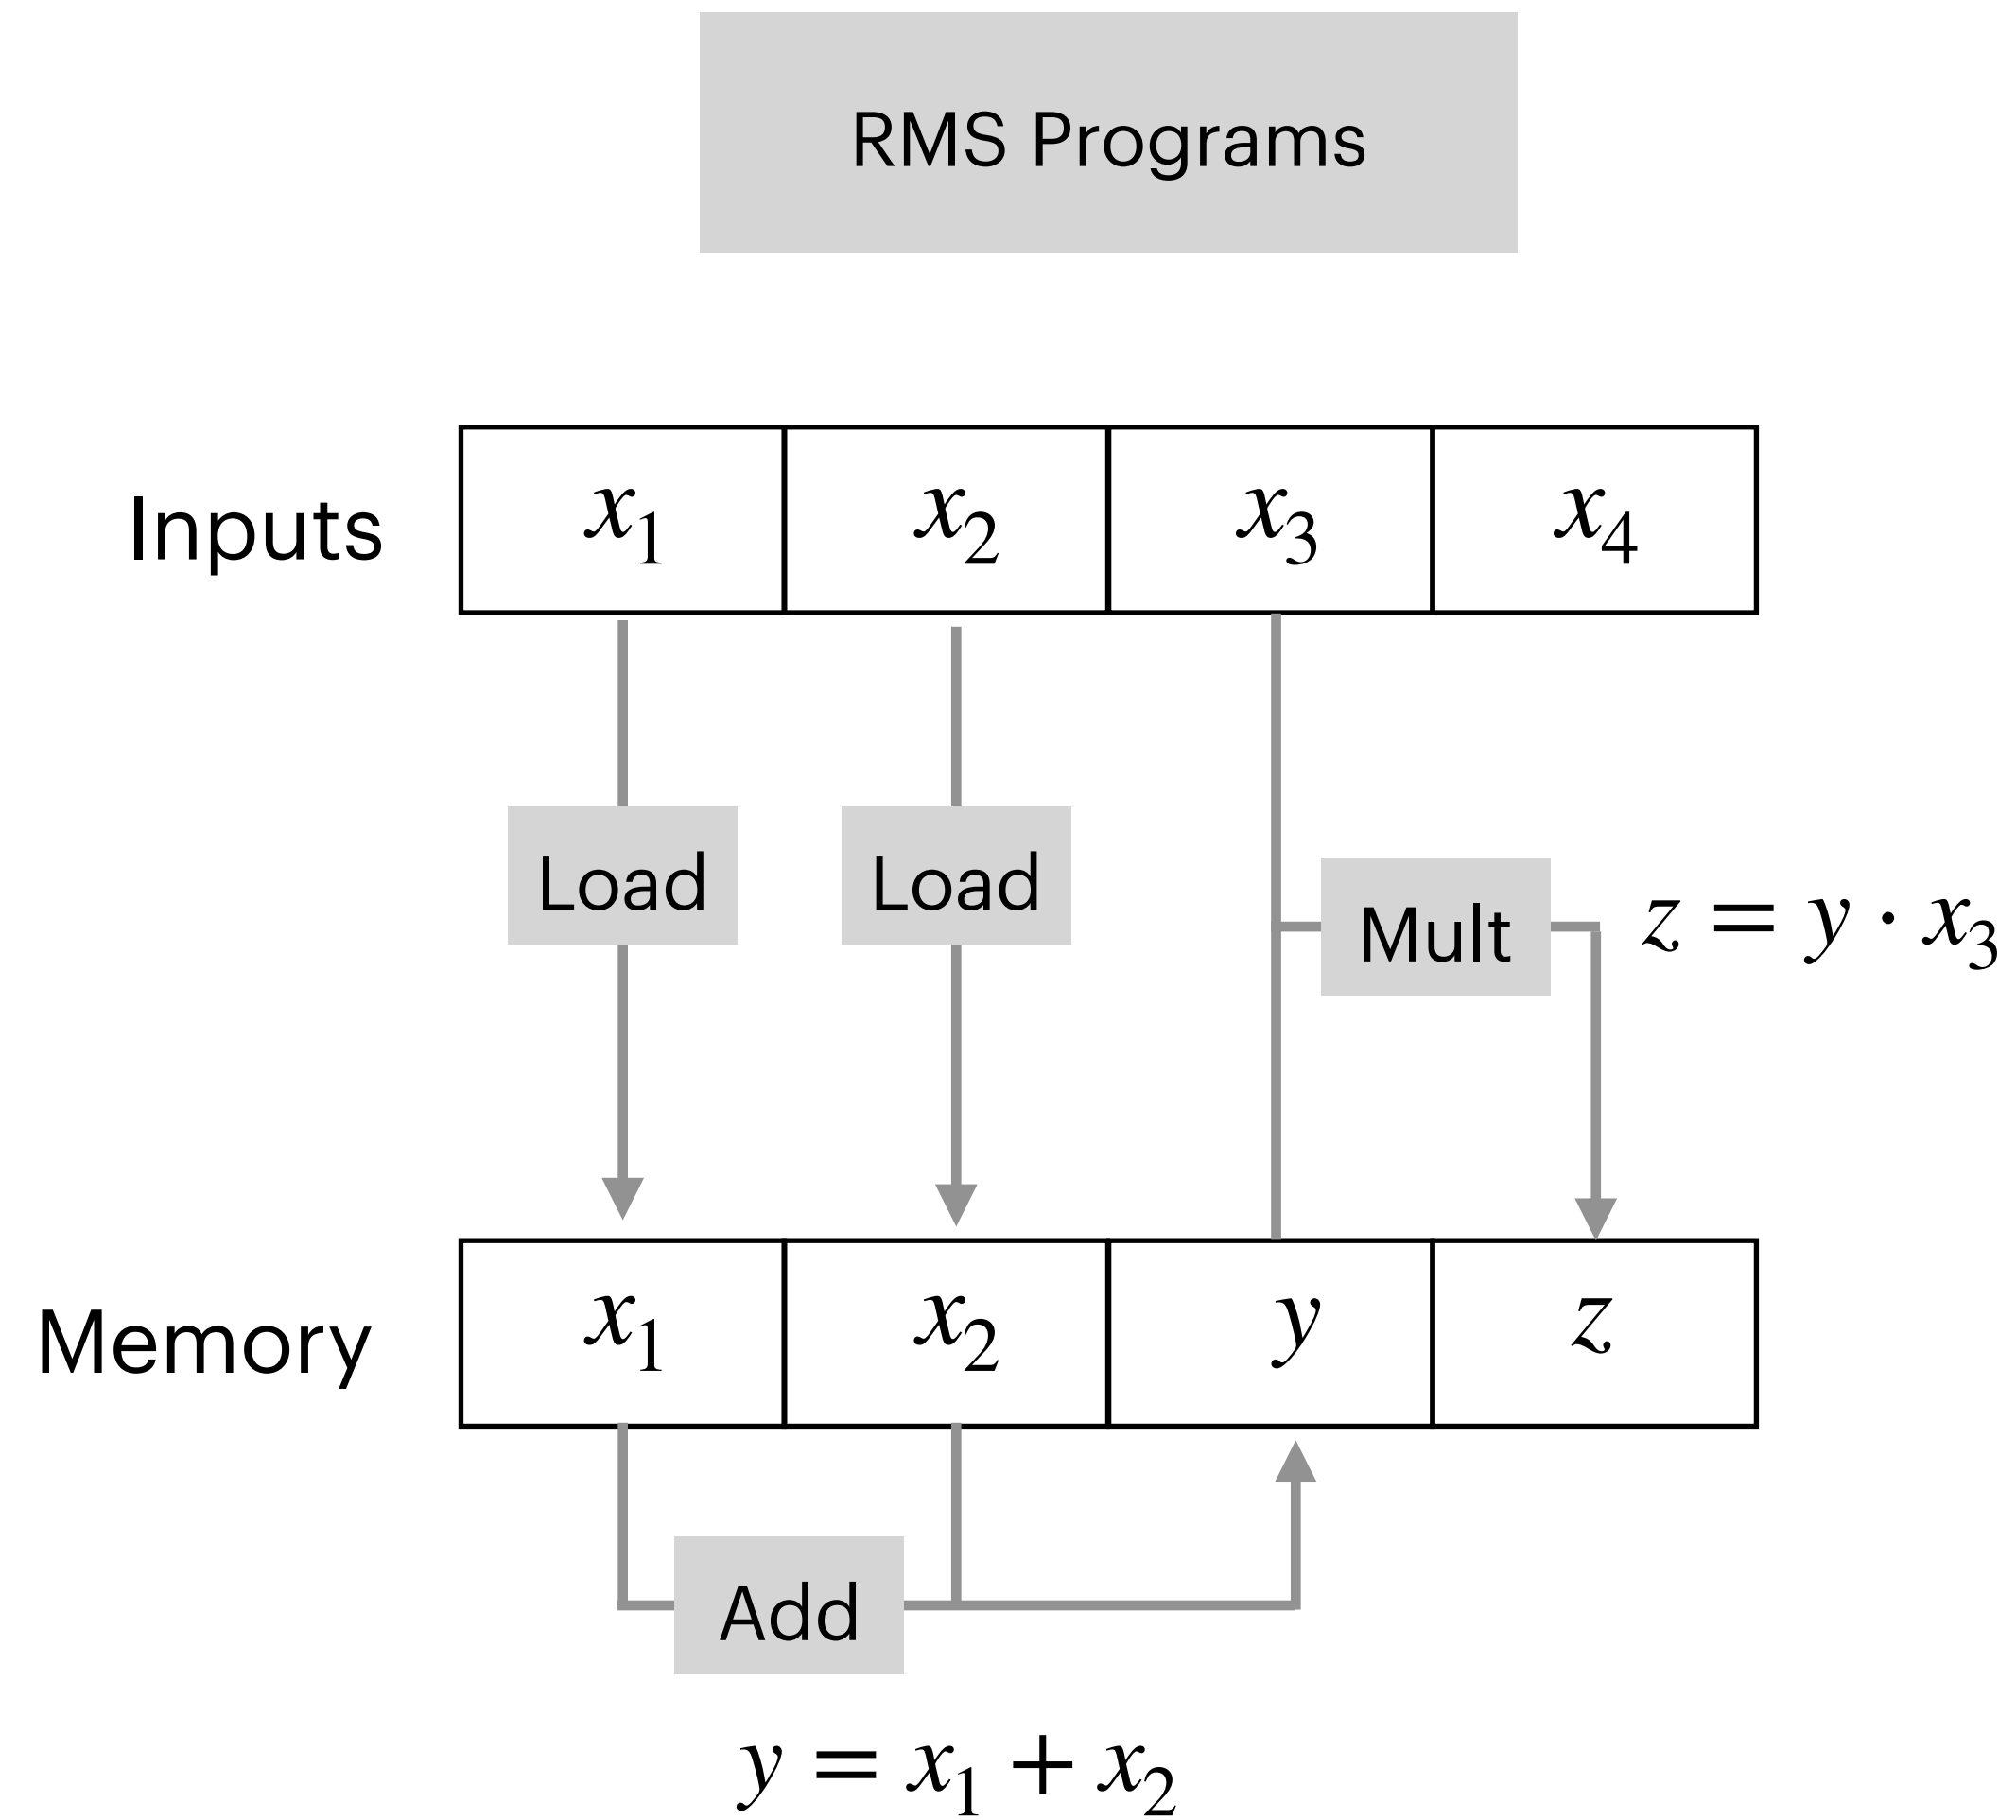 RMS Programs
Inputs x₁ x₂ x₃ x₄
Load Load Mult z = y · x₃
Memory x₁ x₂ y z
Add
y = x₁ + x₂